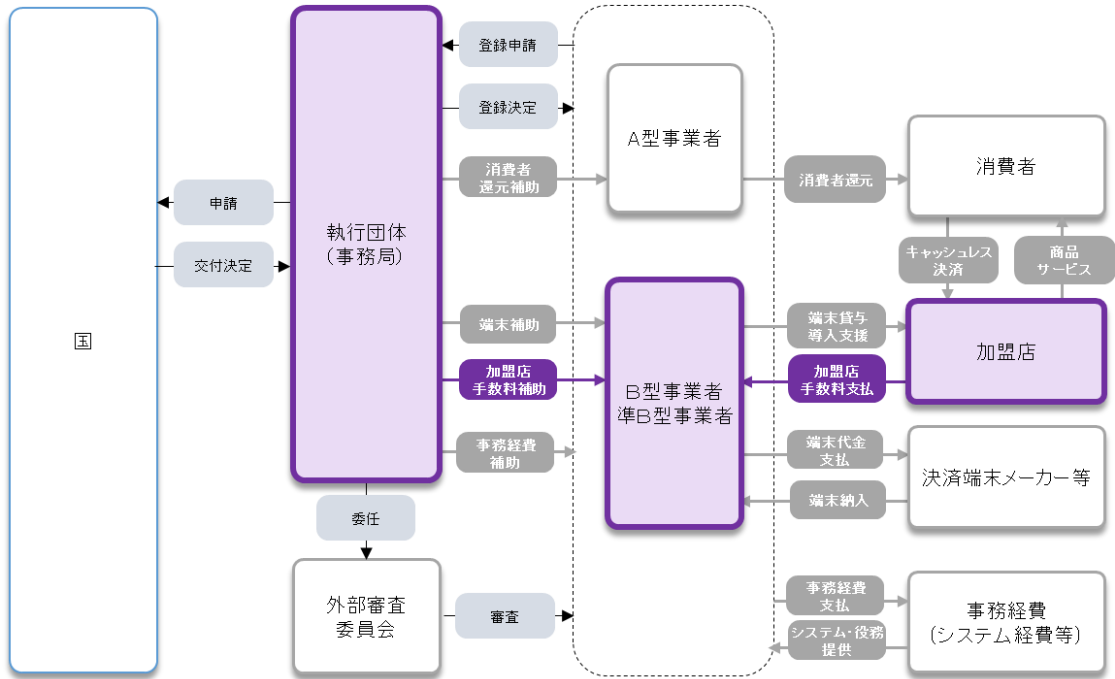 国
申請
交付決定
執行団体
(事務局)
登録申請
登録決定
消費者
還元補助
端末補助
加盟店
手数料補助
事務経費
補助
委任
外部審査
委員会
審査
A型事業者
B型事業者
準B型事業者
消費者還元
消費者
キャッシュレス
決済
商品
サービス
端末貸与
導入支援
加盟店
手数料支払
加盟店
端末代金
支払
端末納入
決済端末メーカー等
事務経費
支払
システム・役務
提供
事務経費
(システム経費等)